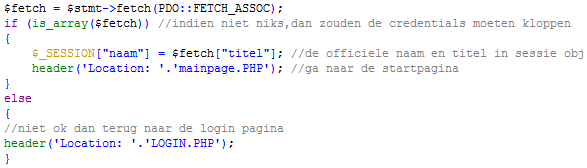 $fetch = $stmt->fetch(PDO::FETCH_ASSOC);
if (is_array($fetch)) //indien niet niks,dan zouden de credentials moeten kloppen
{
$_SESSION["naam"] = $fetch["titel"]; //de officiele naam en titel in sessie obj
header('Location: '.'mainpage.PHP'); //ga naar de startpagina
}
else
{
//niet ok dan terug naar de login pagina
header('Location: '.'LOGIN.PHP');
}